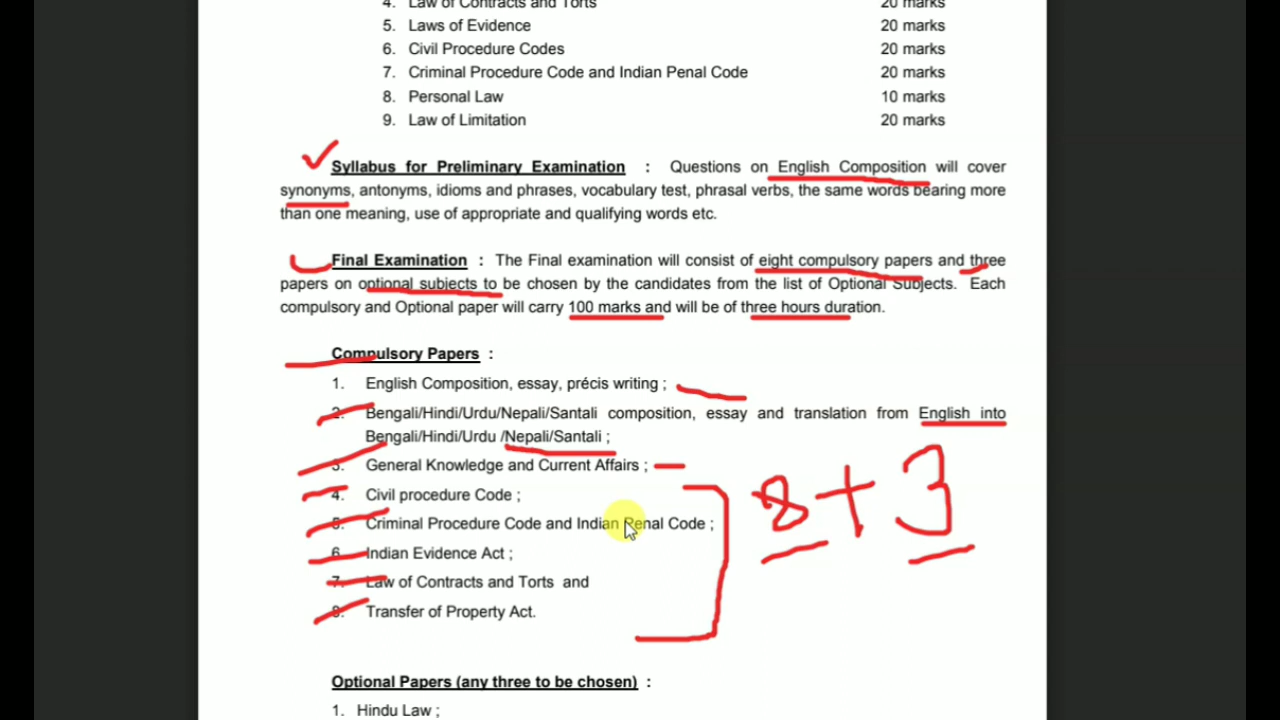 4. Law of Contracts and Torts 20 marks
5. Laws of Evidence 20 marks
6. Civil Procedure Codes 20 marks
7. Criminal Procedure Code and Indian Penal Code 20 marks
8. Personal Law 10 marks
9. Law of Limitation 20 marks
Syllabus for Preliminary Examination : Questions on English Composition will cover
synonyms, antonyms, idioms and phrases, vocabulary test, phrasal verbs, the same words bearing more
than one meaning, use of appropriate and qualifying words etc.
Final Examination : The Final examination will consist of eight compulsory papers and three
papers on optional subjects to be chosen by the candidates from the list of Optional Subjects. Each
compulsory and Optional paper will carry 100 marks and will be of three hours duration.
Compulsory Papers :
1. English Composition, essay, précis writing ;
2. Bengali/Hindi/Urdu/Nepali/Santali composition, essay and translation from English into
Bengali/Hindi/Urdu /Nepali/Santali ;
3. General Knowledge and Current Affairs ;
4. Civil procedure Code ;
5. Criminal Procedure Code and Indian Penal Code ;
6. Indian Evidence Act ;
7. Law of Contracts and Torts and
8. Transfer of Property Act.
8+3
Optional Papers (any three to be chosen) :
1. Hindu Law ;